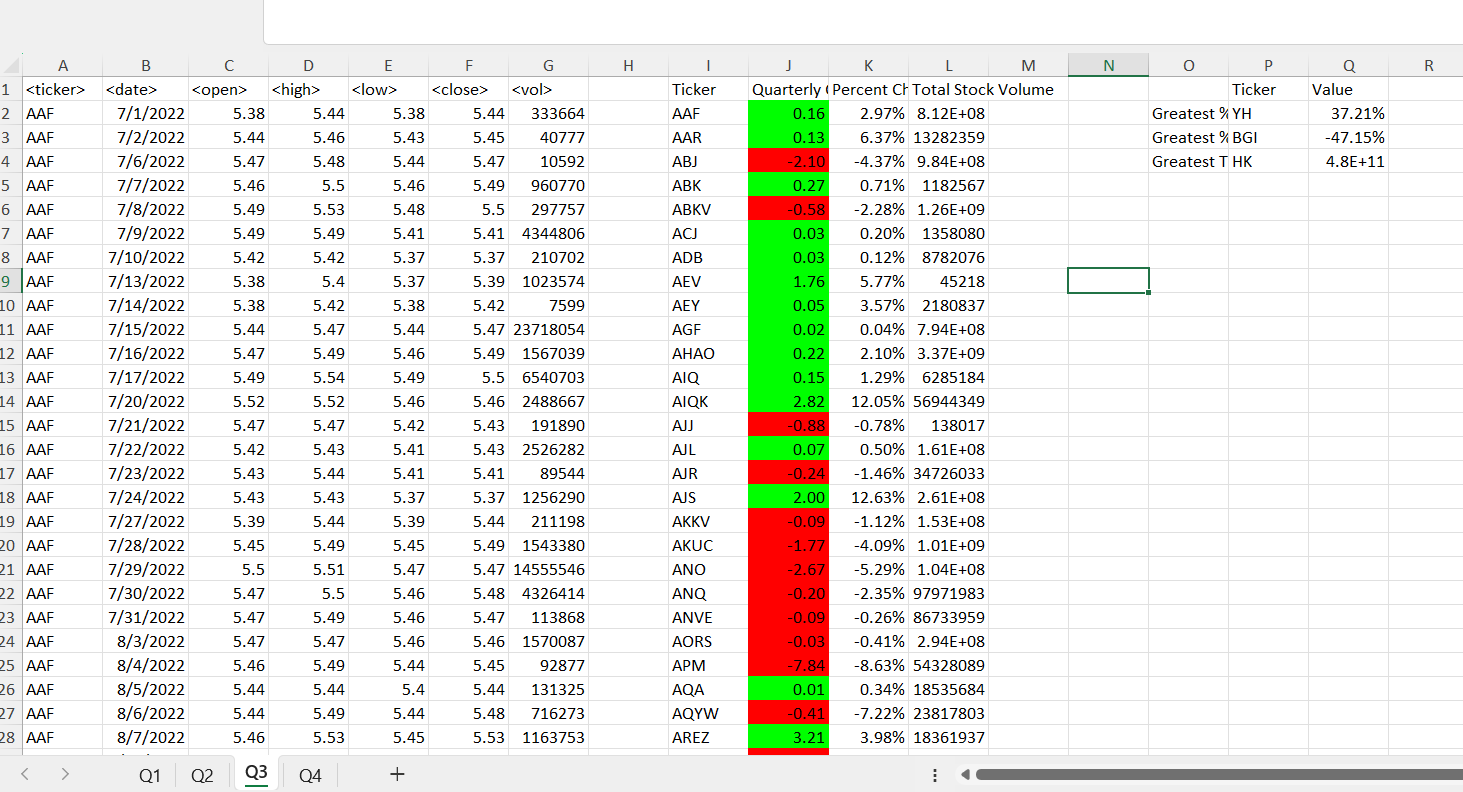 A B C D E F G H I J K L M N O P Q R
1 <ticker> <date> <open> <high> <low> <close> <vol> Ticker Quarterly ( Percent Ch Total Stock Volume Ticker Value
2 AAF 7/1/2022 5.38 5.44 5.38 5.44 333664 AAF 0.16 2.97% 8.12E+08 Greatest % YH 37.21%
3 AAF 7/2/2022 5.44 5.46 5.43 5.45 40777 AAR 0.13 6.37% 13282359 Greatest % BGI -47.15%
4 AAF 7/6/2022 5.47 5.48 5.44 5.47 10592 ABJ -2.10 -4.37% 9.84E+08 Greatest T HK 4.8E+11
5 AAF 7/7/2022 5.46 5.5 5.46 5.49 960770 ABK 0.27 0.71% 1182567
6 AAF 7/8/2022 5.49 5.53 5.48 5.5 297757 ABKV -0.58 -2.28% 1.26E+09
7 AAF 7/9/2022 5.49 5.49 5.41 5.41 4344806 ACJ 0.03 0.20% 1358080
8 AAF 7/10/2022 5.42 5.42 5.37 5.37 210702 ADB 0.03 0.12% 8782076
9 AAF 7/13/2022 5.38 5.4 5.37 5.39 1023574 AEV 1.76 5.77% 45218
10 AAF 7/14/2022 5.38 5.42 5.38 5.42 7599 AEY 0.05 3.57% 2180837
11 AAF 7/15/2022 5.44 5.47 5.44 5.47 23718054 AGF 0.02 0.04% 7.94E+08
12 AAF 7/16/2022 5.47 5.49 5.46 5.49 1567039 AHAO 0.22 2.10% 3.37E+09
13 AAF 7/17/2022 5.49 5.54 5.49 5.5 6540703 AIQ 0.15 1.29% 6285184
14 AAF 7/20/2022 5.52 5.52 5.46 5.46 2488667 AIQK 2.82 12.05% 56944349
15 AAF 7/21/2022 5.47 5.47 5.42 5.43 191890 AJJ -0.88 -0.78% 138017
16 AAF 7/22/2022 5.42 5.43 5.41 5.43 2526282 AJL 0.07 0.50% 1.61E+08
17 AAF 7/23/2022 5.43 5.44 5.41 5.41 89544 AJR -0.24 -1.46% 34726033
18 AAF 7/24/2022 5.43 5.43 5.37 5.37 1256290 AJS 2.00 12.63% 2.61E+08
19 AAF 7/27/2022 5.39 5.44 5.39 5.44 211198 AKKV -0.09 -1.12% 1.53E+08
20 AAF 7/28/2022 5.45 5.49 5.45 5.49 1543380 AKUC -1.77 -4.09% 1.01E+09
21 AAF 7/29/2022 5.5 5.51 5.47 5.47 14555546 ANO -2.67 -5.29% 1.04E+08
22 AAF 7/30/2022 5.47 5.5 5.46 5.48 4326414 ANQ -0.20 -2.35% 97971983
23 AAF 7/31/2022 5.47 5.49 5.46 5.47 113868 ANVE -0.09 -0.26% 86733959
24 AAF 8/3/2022 5.47 5.47 5.46 5.46 1570087 AORS -0.03 -0.41% 2.94E+08
25 AAF 8/4/2022 5.46 5.49 5.44 5.45 92877 APM -7.84 -8.63% 54328089
26 AAF 8/5/2022 5.44 5.44 5.4 5.44 131325 AQA 0.01 0.34% 18535684
27 AAF 8/6/2022 5.44 5.49 5.44 5.48 716273 AQYW -0.41 -7.22% 23817803
28 AAF 8/7/2022 5.46 5.53 5.45 5.53 1163753 AREZ 3.21 3.98% 18361937
Q1 Q2 Q3 Q4